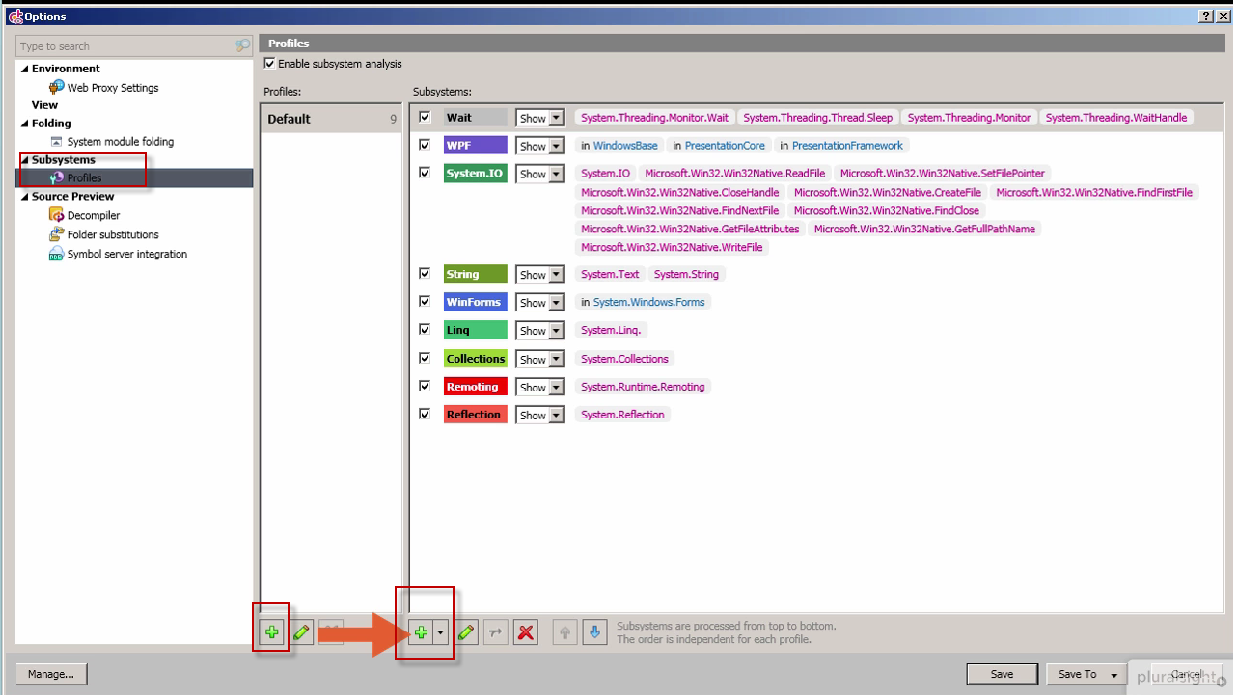 Options
Type to search
Profiles
Enable subsystem analysis
Environment
Web Proxy Settings
View
Folding
System module folding
Subsystems
Profiles
Source Preview
Decompiler
Folder substitutions
Symbol server integration
Profiles:
Default 9
Subsystems:
Wait Show System.Threading.Monitor.Wait System.Threading.Thread.Sleep System.Threading.Monitor System.Threading.WaitHandle
WPF Show in WindowsBase in PresentationCore in PresentationFramework
System.IO Show System.IO Microsoft.Win32.Win32Native.ReadFile Microsoft.Win32.Win32Native.SetFilePointer
Microsoft.Win32.Win32Native.CloseHandle Microsoft.Win32.Win32Native.CreateFile Microsoft.Win32.Win32Native.FindFirstFile
Microsoft.Win32.Win32Native.FindNextFile Microsoft.Win32.Win32Native.FindClose
Microsoft.Win32.Win32Native.GetFileAttributes Microsoft.Win32.Win32Native.GetFullPathName
Microsoft.Win32.Win32Native.WriteFile
String Show System.Text System.String
WinForms Show in System.Windows.Forms
Linq Show System.Linq.
Collections Show System.Collections
Remoting Show System.Runtime.Remoting
Reflection Show System.Reflection
Subsystems are processed from top to bottom.
The order is independent for each profile.
Manage...
Save
Save To
Cancel
pluralsight